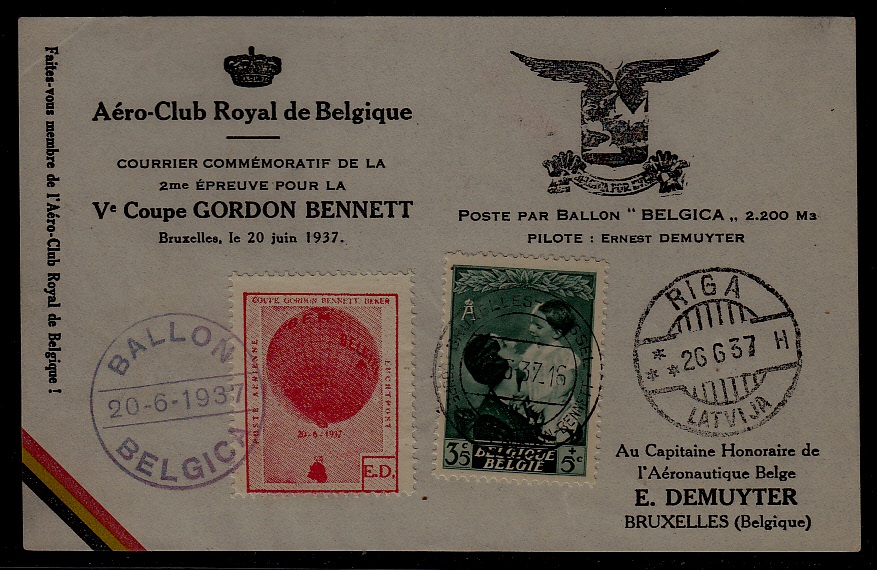 Faites-vous membre de l'Aéro-Club Royal de Belgique !
Aéro-Club Royal de Belgique
COURRIER COMMÉMORATIF DE LA
2me ÉPREUVE POUR LA
Ve Coupe GORDON BENNETT
Bruxelles, le 20 juin 1937.
POSTE PAR BALLON " BELGICA „ 2.200 M3
PILOTE : ERNEST DEMUYTER
BALLON
20-6-1937
BELGICA
COUPE GORDON BENNETT BEKER
POSTE AÉRIENNE
LUCHTPOST
20-6-1937
E.D.
35c BELGIQUE +
BELGIË 5c
RIGA
26 6 37 H
LATVIJA
Au Capitaine Honoraire de
l'Aéronautique Belge
E. DEMUYTER
BRUXELLES (Belgique)